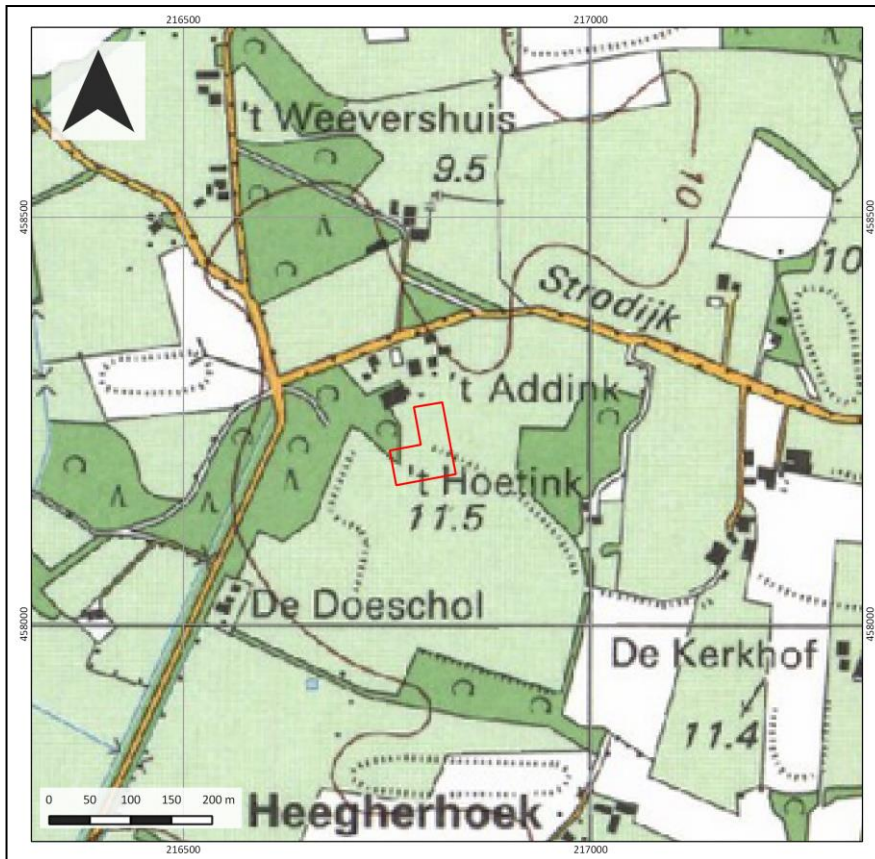 216500 217000
't Weevershuis
9.5
10
458500 458500
10
Strodijk
't Addink
't Hoetink
11.5
De Doeschol
458000 458000
De Kerkhof
11.4
0 50 100 150 200 m
Heegherhoek
216500 217000